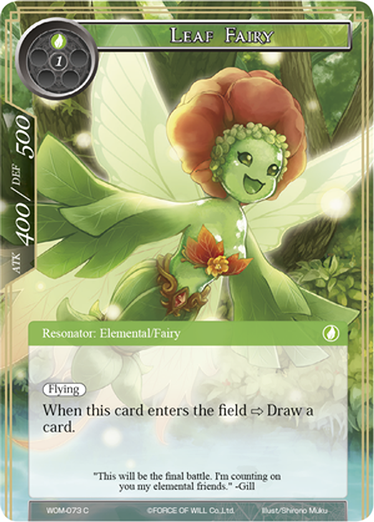 Leaf Fairy
1
ATK 400 / DEF 500
Resonator: Elemental/Fairy
Flying
When this card enters the field ⇨ Draw a
card.
"This will be the final battle. I'm counting on
you my elemental friends." -Gill
WOM-073 C ©FORCE OF WILL Co.,Ltd. Illust/Shirono Muku